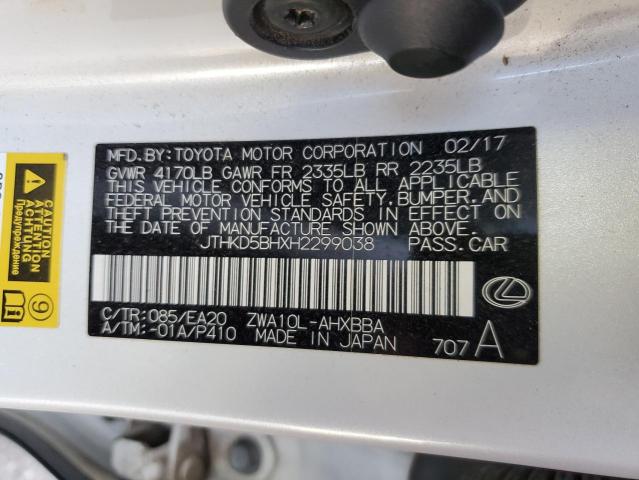 MFD.BY: TOYOTA MOTOR CORPORATION 02/17
GVWR 4170LB GAWR FR 2335LB RR 2235LB
THIS VEHICLE CONFORMS TO ALL APPLICABLE
FEDERAL MOTOR VEHICLE SAFETY,BUMPER,AND
THEFT PREVENTION STANDARDS IN EFFECT ON
THE DATE OF MANUFACTURE SHOWN ABOVE.
JTHKD5BHXH2299038 PASS.CAR
C/TR:085/EA20 ZWA10L-AHXBBA
A/TM:-01A/P410 MADE IN JAPAN 707 A
CAUTION
ATTENTION
ACHTUNG
Предупреждение
9